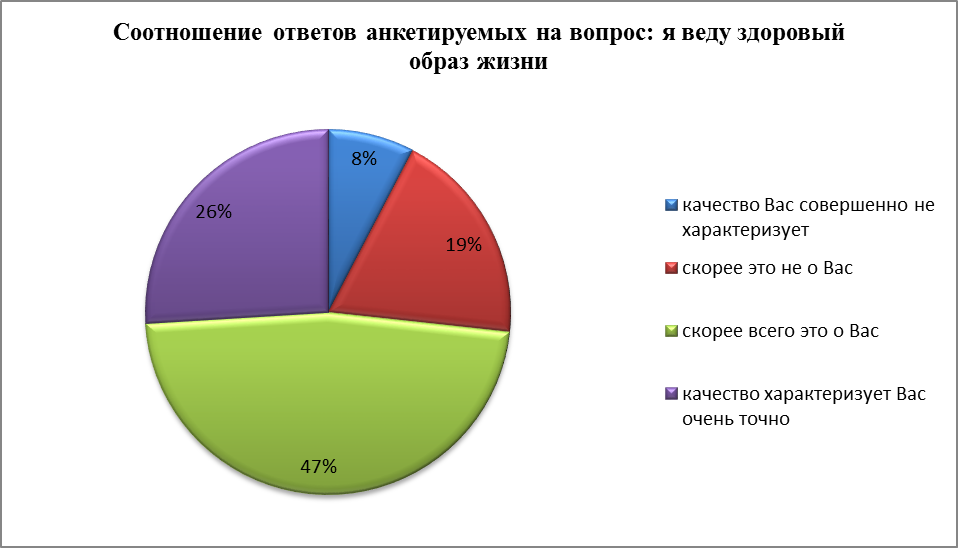 Соотношение ответов анкетируемых на вопрос: я веду здоровый
образ жизни
8%
19%
47%
26%
качество Вас совершенно не
характеризует
скорее это не о Вас
скорее всего это о Вас
качество характеризует Вас
очень точно